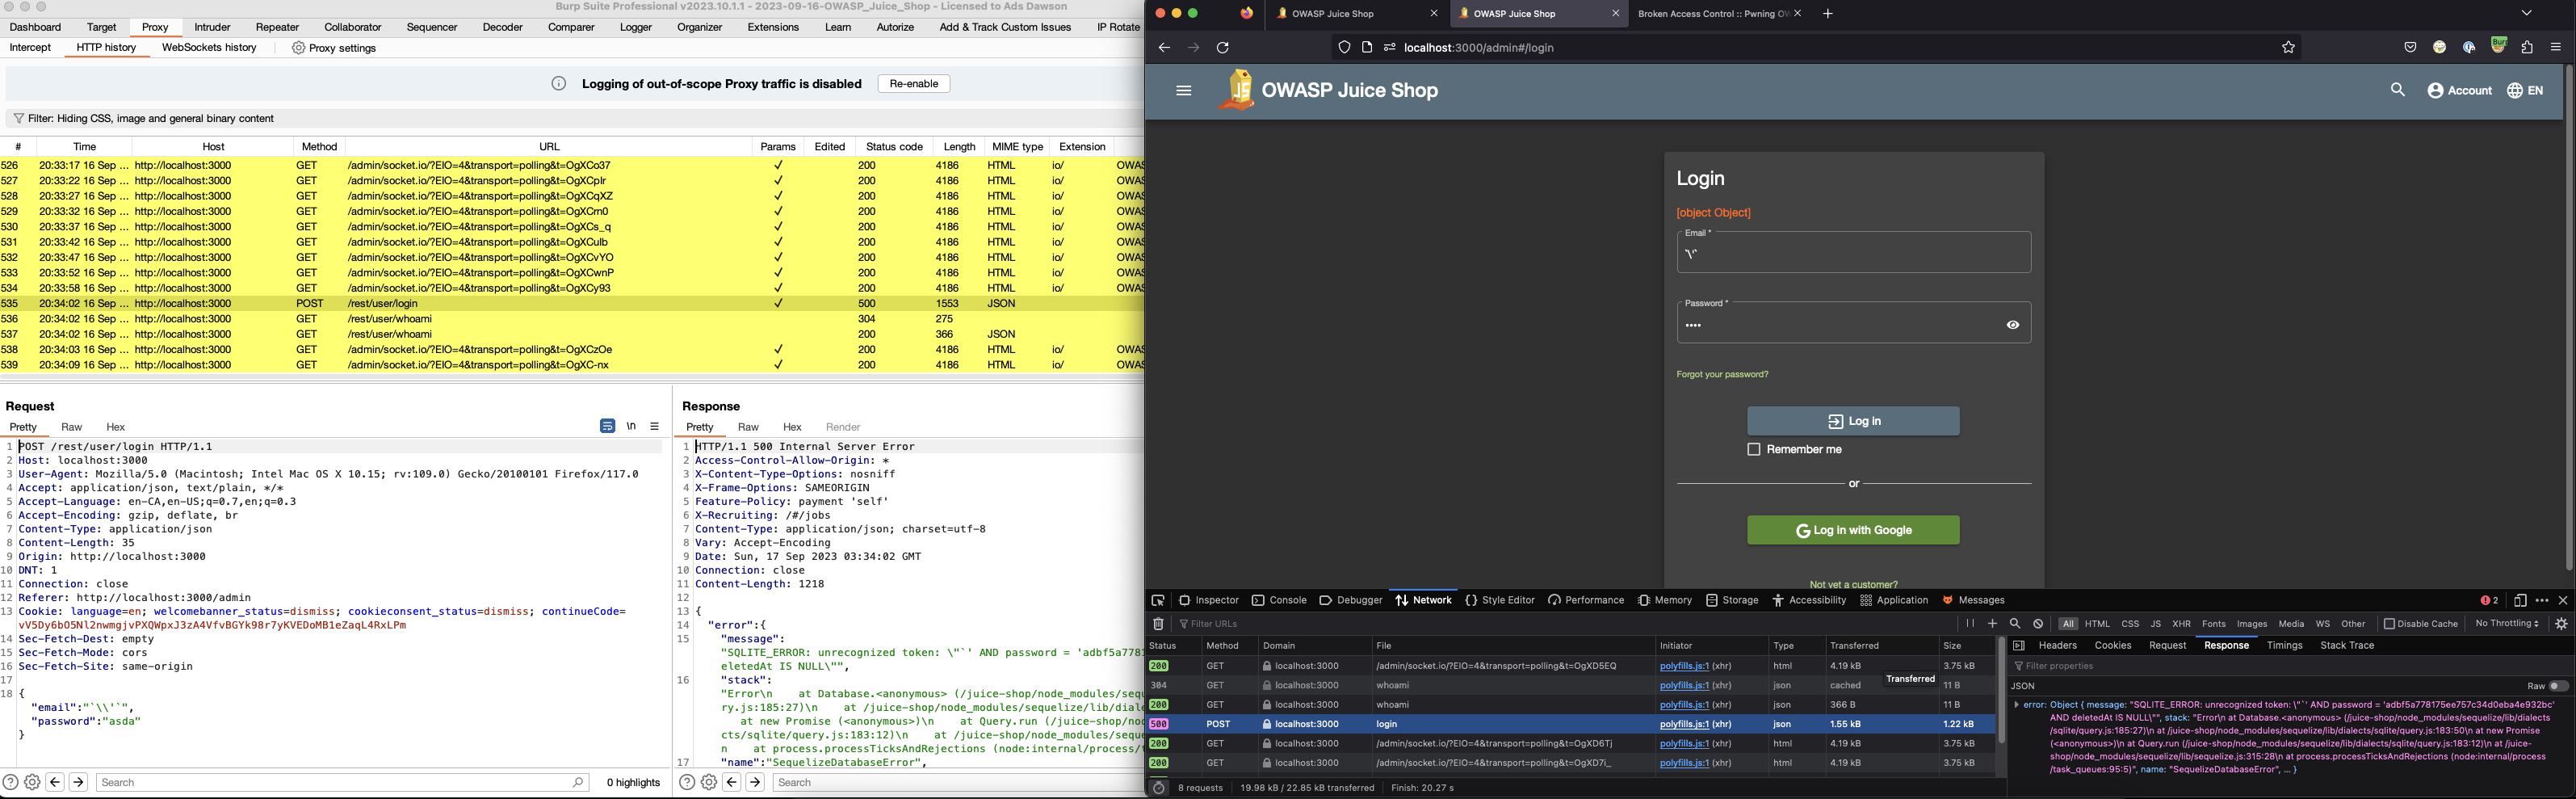 Burp Suite Professional v2023.10.1.1 - 2023-09-16-OWASP_Juice_Shop - Licensed to Ads Dawson
Dashboard Target Proxy Intruder Repeater Collaborator Sequencer Decoder Comparer Logger Organizer Extensions Learn Autorize Add & Track Custom Issues IP Rotate
Intercept HTTP history WebSockets history Proxy settings
Logging of out-of-scope Proxy traffic is disabled Re-enable
Filter: Hiding CSS, image and general binary content
# Time Host Method URL Params Edited Status code Length MIME type Extension
526 20:33:17 16 Sep ... http://localhost:3000 GET /admin/socket.io/?EIO=4&transport=polling&t=OgXCo37 ✓ 200 4186 HTML io/ OWAS
527 20:33:22 16 Sep ... http://localhost:3000 GET /admin/socket.io/?EIO=4&transport=polling&t=OgXCpIr ✓ 200 4186 HTML io/ OWAS
528 20:33:27 16 Sep ... http://localhost:3000 GET /admin/socket.io/?EIO=4&transport=polling&t=OgXCqXZ ✓ 200 4186 HTML io/ OWAS
529 20:33:32 16 Sep ... http://localhost:3000 GET /admin/socket.io/?EIO=4&transport=polling&t=OgXCrn0 ✓ 200 4186 HTML io/ OWAS
530 20:33:37 16 Sep ... http://localhost:3000 GET /admin/socket.io/?EIO=4&transport=polling&t=OgXCs_q ✓ 200 4186 HTML io/ OWAS
531 20:33:42 16 Sep ... http://localhost:3000 GET /admin/socket.io/?EIO=4&transport=polling&t=OgXCulb ✓ 200 4186 HTML io/ OWAS
532 20:33:47 16 Sep ... http://localhost:3000 GET /admin/socket.io/?EIO=4&transport=polling&t=OgXCvYO ✓ 200 4186 HTML io/ OWAS
533 20:33:52 16 Sep ... http://localhost:3000 GET /admin/socket.io/?EIO=4&transport=polling&t=OgXCwnP ✓ 200 4186 HTML io/ OWAS
534 20:33:58 16 Sep ... http://localhost:3000 GET /admin/socket.io/?EIO=4&transport=polling&t=OgXCy93 ✓ 200 4186 HTML io/ OWAS
535 20:34:02 16 Sep ... http://localhost:3000 POST /rest/user/login ✓ 500 1553 JSON
536 20:34:02 16 Sep ... http://localhost:3000 GET /rest/user/whoami 304 275
537 20:34:02 16 Sep ... http://localhost:3000 GET /rest/user/whoami 200 366 JSON
538 20:34:03 16 Sep ... http://localhost:3000 GET /admin/socket.io/?EIO=4&transport=polling&t=OgXCzOe ✓ 200 4186 HTML io/ OWAS
539 20:34:09 16 Sep ... http://localhost:3000 GET /admin/socket.io/?EIO=4&transport=polling&t=OgXC-nx ✓ 200 4186 HTML io/ OWAS
Request
Pretty Raw Hex \n
1 POST /rest/user/login HTTP/1.1
2 Host: localhost:3000
3 User-Agent: Mozilla/5.0 (Macintosh; Intel Mac OS X 10.15; rv:109.0) Gecko/20100101 Firefox/117.0
4 Accept: application/json, text/plain, */*
5 Accept-Language: en-CA,en-US;q=0.7,en;q=0.3
6 Accept-Encoding: gzip, deflate, br
7 Content-Type: application/json
8 Content-Length: 35
9 Origin: http://localhost:3000
10 DNT: 1
11 Connection: close
12 Referer: http://localhost:3000/admin
13 Cookie: language=en; welcomebanner_status=dismiss; cookieconsent_status=dismiss; continueCode=
vV5Dy6bO5Nl2nwmgjvPXQWpxJ3zA4VfvBGYk98r7yKVEDoMB1eZaqL4RxLPm
14 Sec-Fetch-Dest: empty
15 Sec-Fetch-Mode: cors
16 Sec-Fetch-Site: same-origin
17
18 {
"email":"`\\'`",
"password":"asda"
}
Search 0 highlights
Response
Pretty Raw Hex Render
1 HTTP/1.1 500 Internal Server Error
2 Access-Control-Allow-Origin: *
3 X-Content-Type-Options: nosniff
4 X-Frame-Options: SAMEORIGIN
5 Feature-Policy: payment 'self'
6 X-Recruiting: /#/jobs
7 Content-Type: application/json; charset=utf-8
8 Vary: Accept-Encoding
9 Date: Sun, 17 Sep 2023 03:34:02 GMT
10 Connection: close
11 Content-Length: 1218
12
13 {
14 "error":{
15 "message":
"SQLITE_ERROR: unrecognized token: \"`' AND password = 'adbf5a7781
eletedAt IS NULL\"",
16 "stack":
"Error\n    at Database.<anonymous> (/juice-shop/node_modules/sequ
ry.js:185:27)\n    at /juice-shop/node_modules/sequelize/lib/diale
at new Promise (<anonymous>)\n    at Query.run (/juice-shop/nod
cts/sqlite/query.js:183:12)\n    at /juice-shop/node_modules/seque
n    at process.processTicksAndRejections (node:internal/process/t
17 "name":"SequelizeDatabaseError",
Search
OWASP Juice Shop OWASP Juice Shop Broken Access Control :: Pwning OW
localhost:3000/admin#/login
OWASP Juice Shop Account EN
Login
[object Object]
Email *
`\'`
Password *
••••
Forgot your password?
Log in
Remember me
or
G Log in with Google
Not yet a customer?
Inspector Console Debugger Network Style Editor Performance Memory Storage Accessibility Application Messages 2
Filter URLs All HTML CSS JS XHR Fonts Images Media WS Other Disable Cache No Throttling
Status Method Domain File Initiator Type Transferred Size
200 GET localhost:3000 /admin/socket.io/?EIO=4&transport=polling&t=OgXD5EQ polyfills.js:1 (xhr) html 4.19 kB 3.75 kB
304 GET localhost:3000 whoami polyfills.js:1 (xhr) json cached 11 B
Transferred
200 GET localhost:3000 whoami polyfills.js:1 (xhr) json 366 B 11 B
500 POST localhost:3000 login polyfills.js:1 (xhr) json 1.55 kB 1.22 kB
200 GET localhost:3000 /admin/socket.io/?EIO=4&transport=polling&t=OgXD6Tj polyfills.js:1 (xhr) html 4.19 kB 3.75 kB
200 GET localhost:3000 /admin/socket.io/?EIO=4&transport=polling&t=OgXD7i_ polyfills.js:1 (xhr) html 4.19 kB 3.75 kB
8 requests 19.98 kB / 22.85 kB transferred Finish: 20.27 s
Headers Cookies Request Response Timings Stack Trace
Filter properties
JSON Raw
error: Object { message: "SQLITE_ERROR: unrecognized token: \"`' AND password = 'adbf5a778175ee757c34d0eba4e932bc'
AND deletedAt IS NULL\"", stack: "Error\n at Database.<anonymous> (/juice-shop/node_modules/sequelize/lib/dialects
/sqlite/query.js:185:27)\n at /juice-shop/node_modules/sequelize/lib/dialects/sqlite/query.js:183:50\n at new Promise
(<anonymous>)\n at Query.run (/juice-shop/node_modules/sequelize/lib/dialects/sqlite/query.js:183:12)\n at /juice-
shop/node_modules/sequelize/lib/sequelize.js:315:28\n at process.processTicksAndRejections (node:internal/process
/task_queues:95:5)", name: "SequelizeDatabaseError", … }